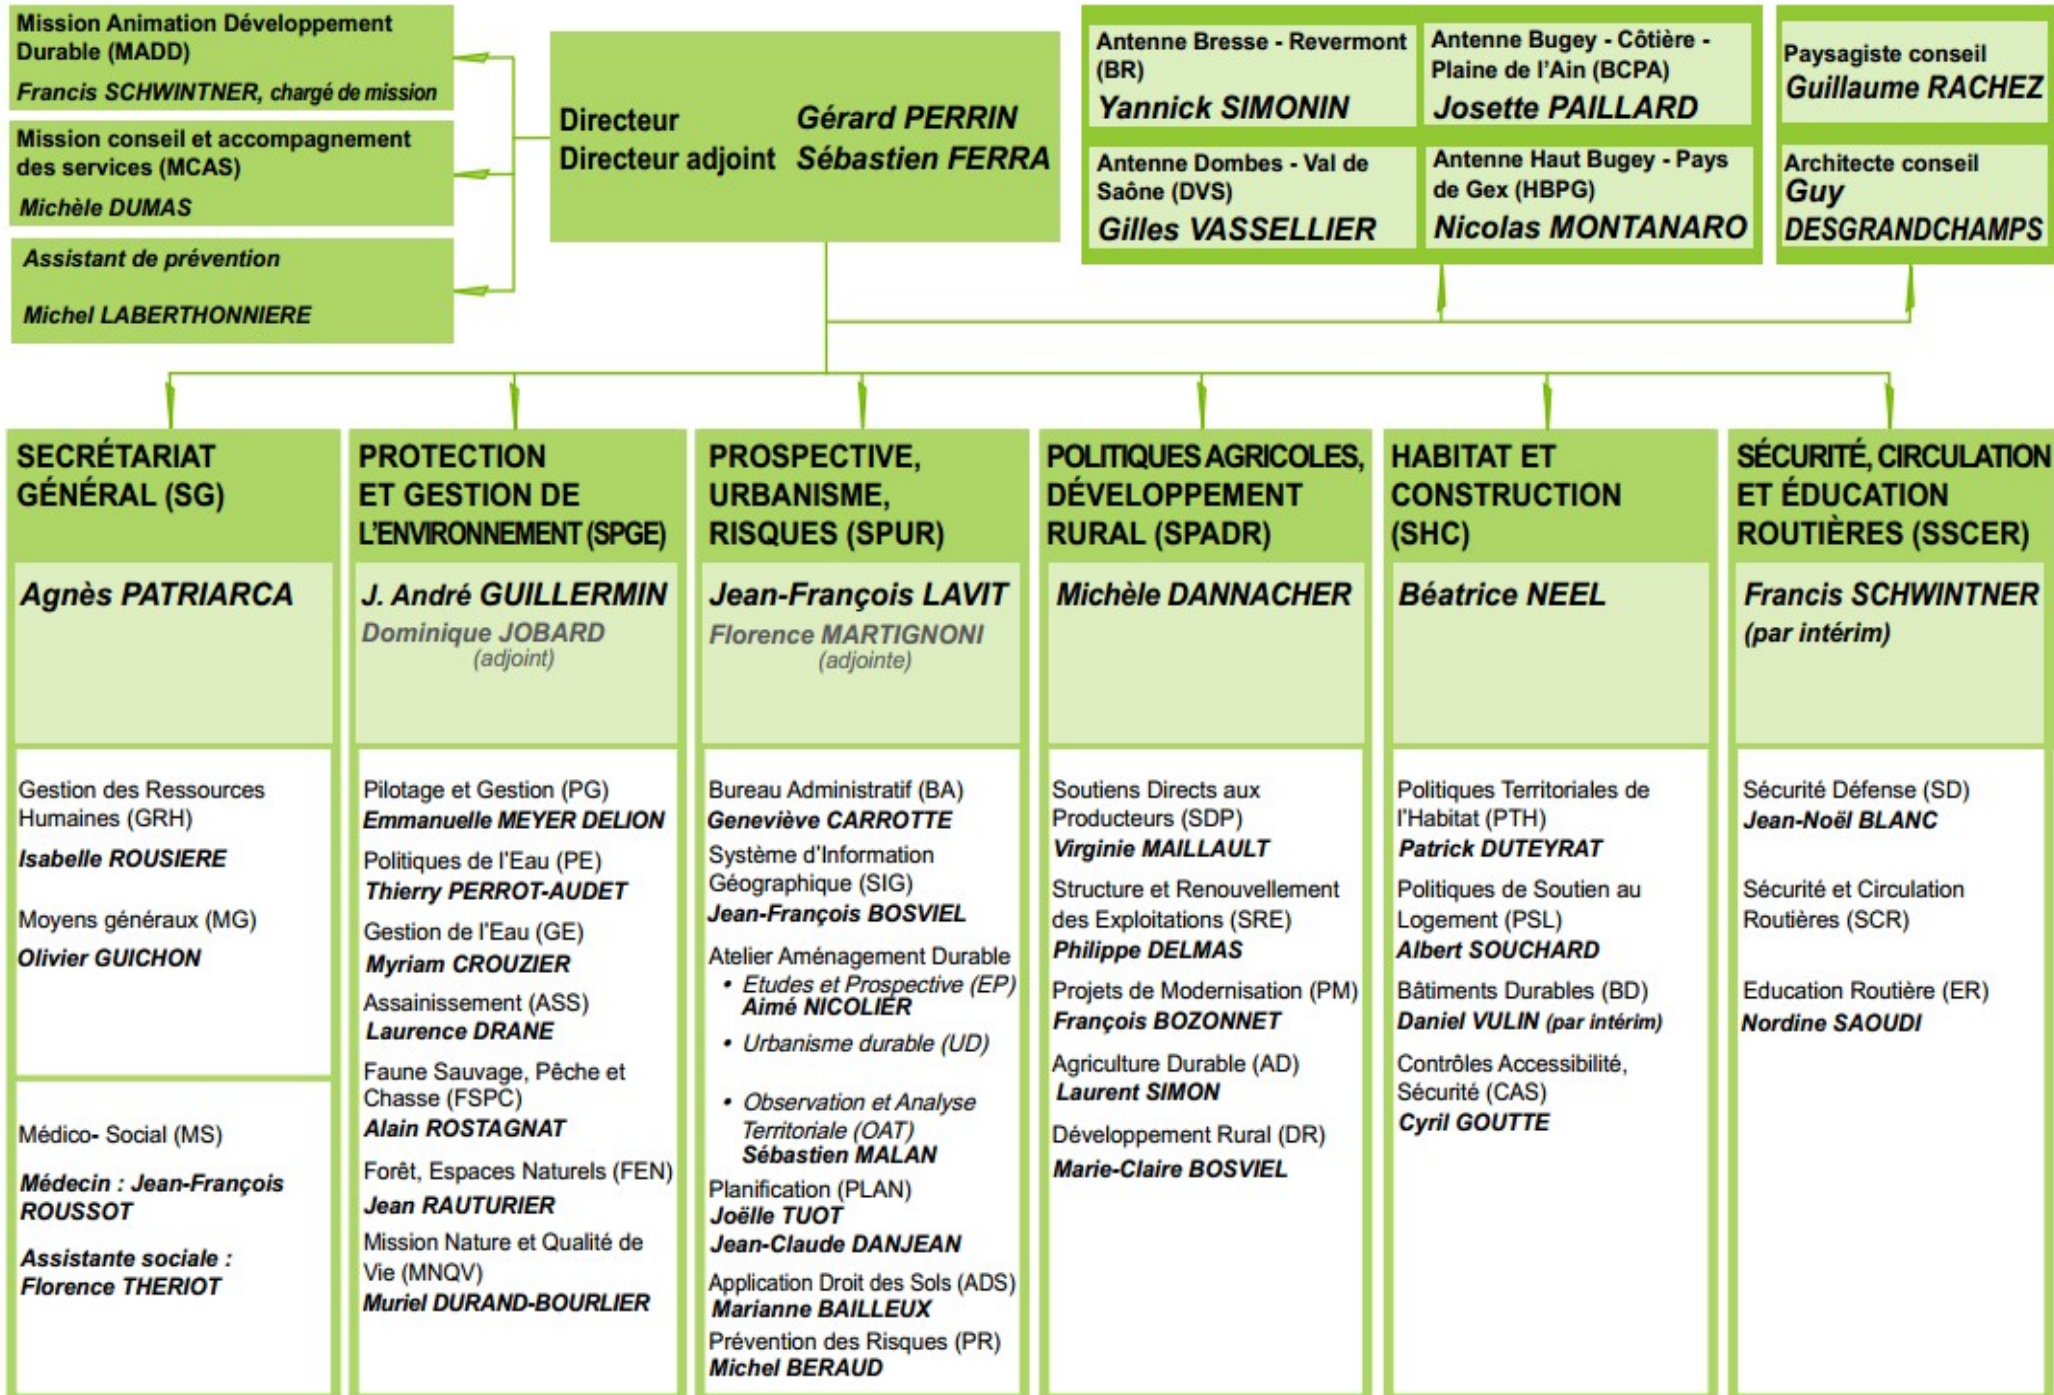 Mission Animation Développement
Durable (MADD)
Francis SCHWINTNER, chargé de mission
Mission conseil et accompagnement
des services (MCAS)
Michèle DUMAS
Assistant de prévention
Michel LABERTHONNIERE
Directeur Gérard PERRIN
Directeur adjoint Sébastien FERRA
Antenne Bresse - Revermont
(BR)
Yannick SIMONIN
Antenne Bugey - Côtière -
Plaine de l'Ain (BCPA)
Josette PAILLARD
Antenne Dombes - Val de
Saône (DVS)
Gilles VASSELLIER
Antenne Haut Bugey - Pays
de Gex (HBPG)
Nicolas MONTANARO
Paysagiste conseil
Guillaume RACHEZ
Architecte conseil
Guy
DESGRANDCHAMPS
SECRÉTARIAT
GÉNÉRAL (SG)
Agnès PATRIARCA
Gestion des Ressources
Humaines (GRH)
Isabelle ROUSIERE
Moyens généraux (MG)
Olivier GUICHON
Médico- Social (MS)
Médecin : Jean-François
ROUSSOT
Assistante sociale :
Florence THERIOT
PROTECTION
ET GESTION DE
L'ENVIRONNEMENT (SPGE)
J. André GUILLERMIN
Dominique JOBARD
(adjoint)
Pilotage et Gestion (PG)
Emmanuelle MEYER DELION
Politiques de l'Eau (PE)
Thierry PERROT-AUDET
Gestion de l'Eau (GE)
Myriam CROUZIER
Assainissement (ASS)
Laurence DRANE
Faune Sauvage, Pêche et
Chasse (FSPC)
Alain ROSTAGNAT
Forêt, Espaces Naturels (FEN)
Jean RAUTURIER
Mission Nature et Qualité de
Vie (MNQV)
Muriel DURAND-BOURLIER
PROSPECTIVE,
URBANISME,
RISQUES (SPUR)
Jean-François LAVIT
Florence MARTIGNONI
(adjointe)
Bureau Administratif (BA)
Geneviève CARROTTE
Système d'Information
Géographique (SIG)
Jean-François BOSVIEL
Atelier Aménagement Durable
• Etudes et Prospective (EP)
Aimé NICOLIER
• Urbanisme durable (UD)
• Observation et Analyse
Territoriale (OAT)
Sébastien MALAN
Planification (PLAN)
Joëlle TUOT
Jean-Claude DANJEAN
Application Droit des Sols (ADS)
Marianne BAILLEUX
Prévention des Risques (PR)
Michel BERAUD
POLITIQUES AGRICOLES,
DÉVELOPPEMENT
RURAL (SPADR)
Michèle DANNACHER
Soutiens Directs aux
Producteurs (SDP)
Virginie MAILLAULT
Structure et Renouvellement
des Exploitations (SRE)
Philippe DELMAS
Projets de Modernisation (PM)
François BOZONNET
Agriculture Durable (AD)
Laurent SIMON
Développement Rural (DR)
Marie-Claire BOSVIEL
HABITAT ET
CONSTRUCTION
(SHC)
Béatrice NEEL
Politiques Territoriales de
l'Habitat (PTH)
Patrick DUTEYRAT
Politiques de Soutien au
Logement (PSL)
Albert SOUCHARD
Bâtiments Durables (BD)
Daniel VULIN (par intérim)
Contrôles Accessibilité,
Sécurité (CAS)
Cyril GOUTTE
SÉCURITÉ, CIRCULATION
ET ÉDUCATION
ROUTIÈRES (SSCER)
Francis SCHWINTNER
(par intérim)
Sécurité Défense (SD)
Jean-Noël BLANC
Sécurité et Circulation
Routières (SCR)
Education Routière (ER)
Nordine SAOUDI